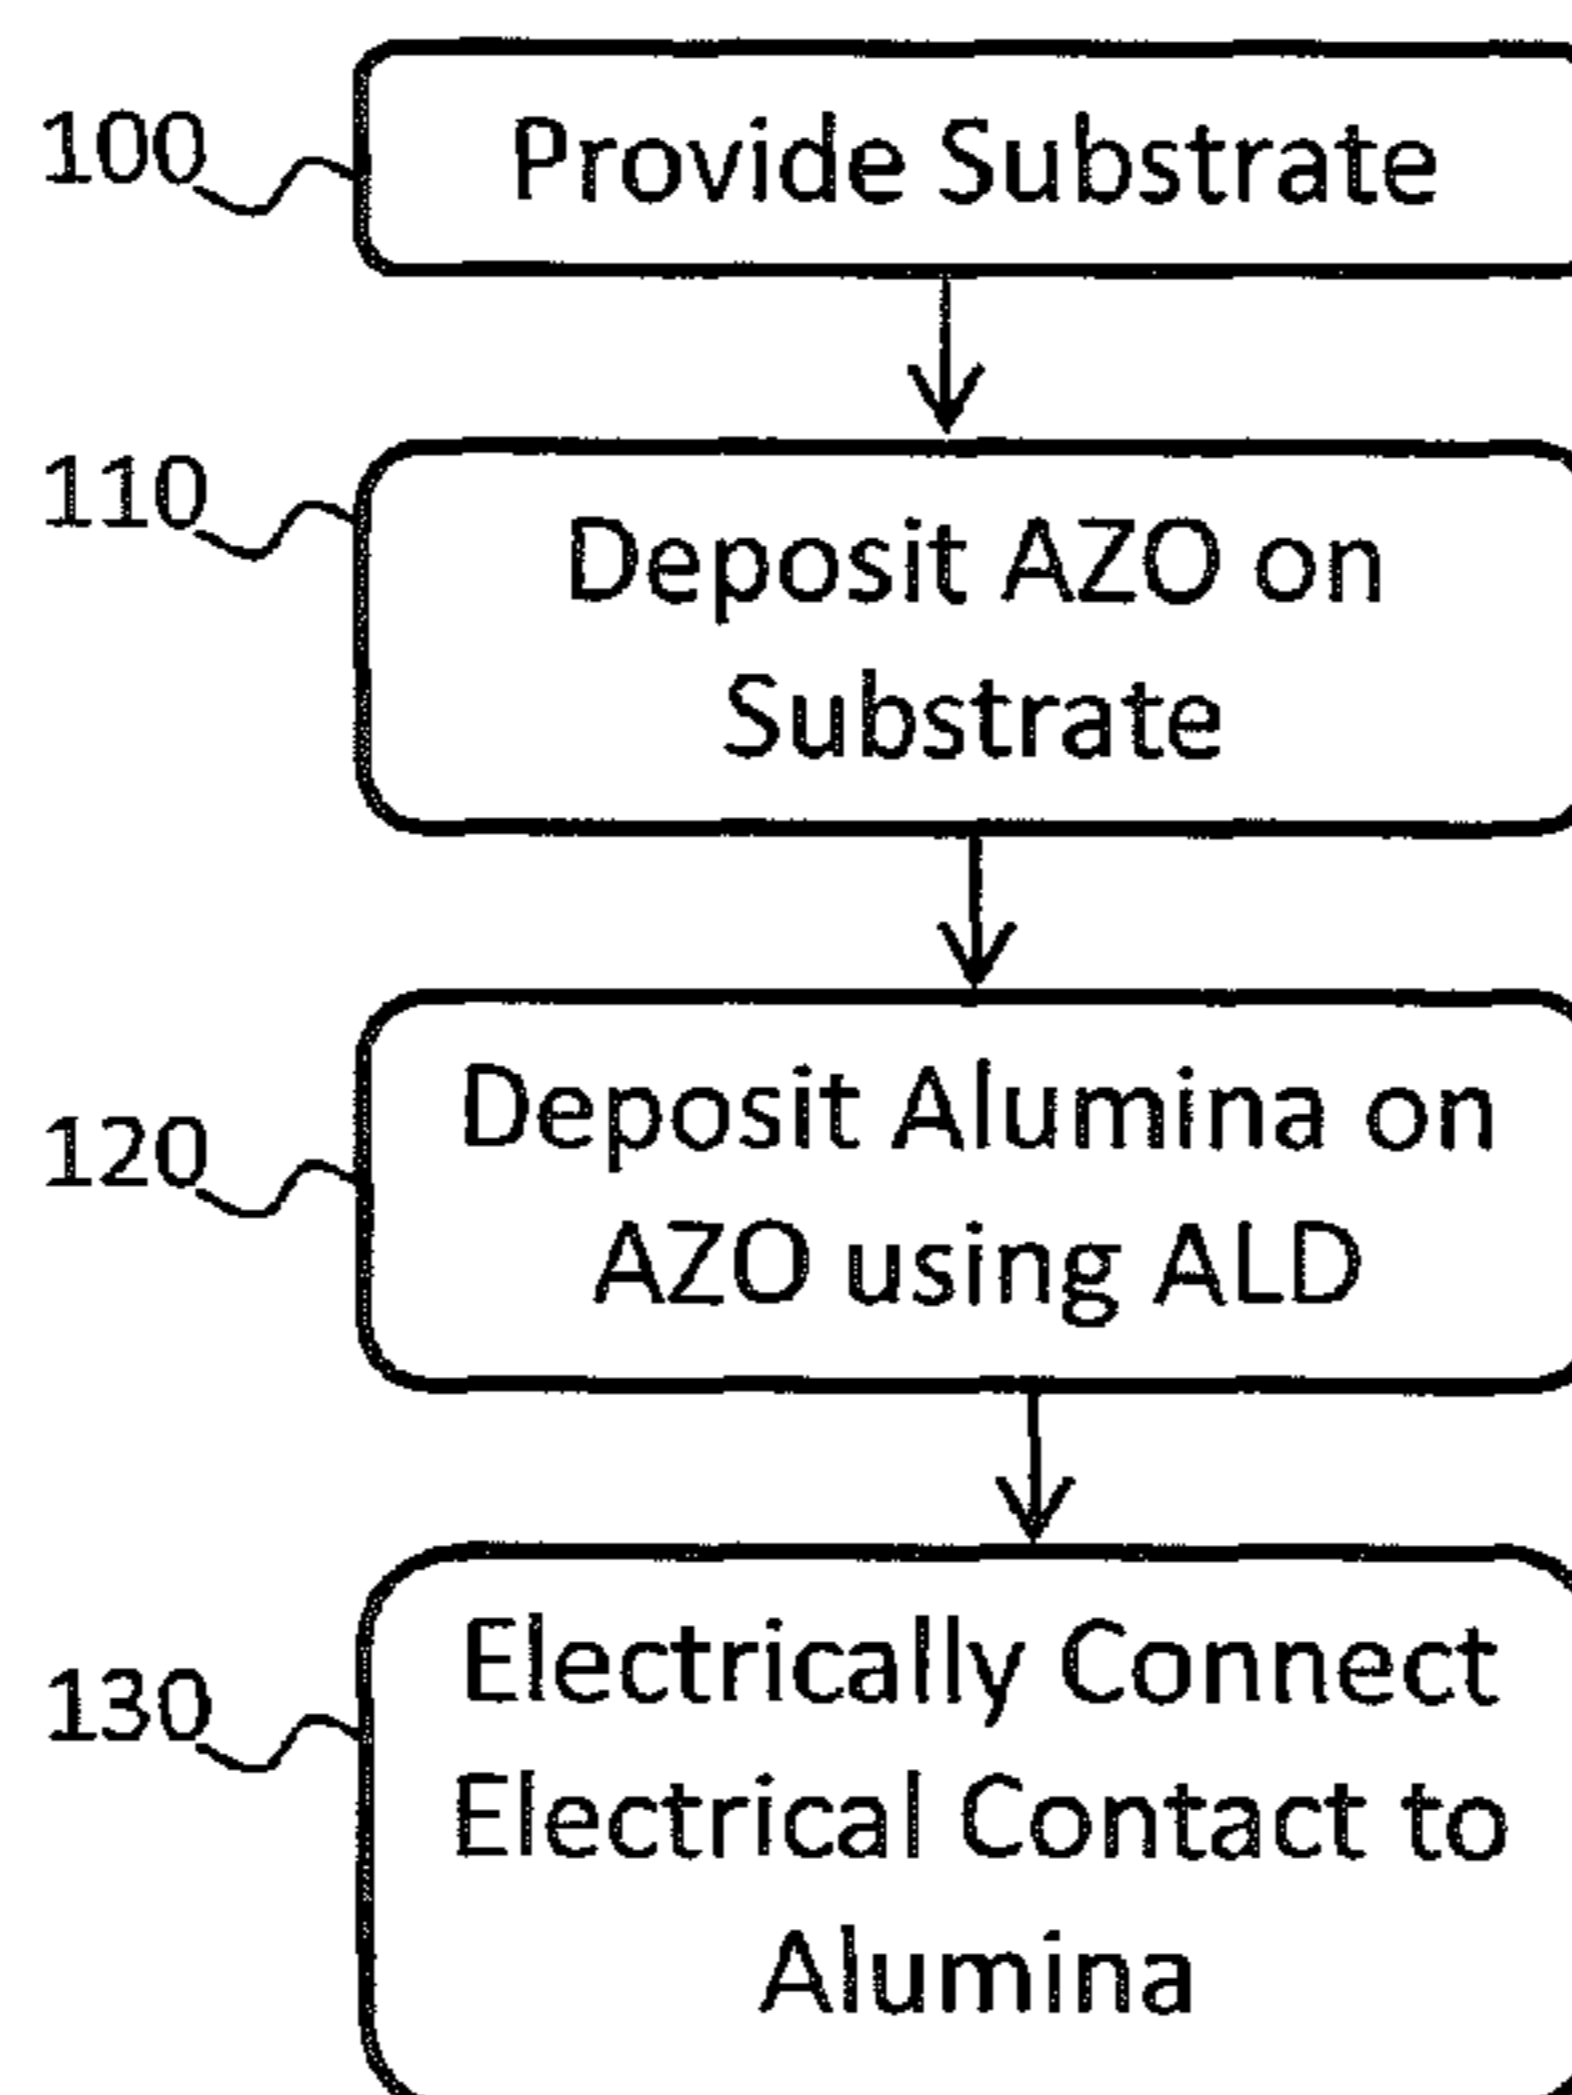 100
Provide Substrate
110
Deposit AZO on
Substrate
120
Deposit Alumina on
AZO using ALD
130
Electrically Connect
Electrical Contact to
Alumina